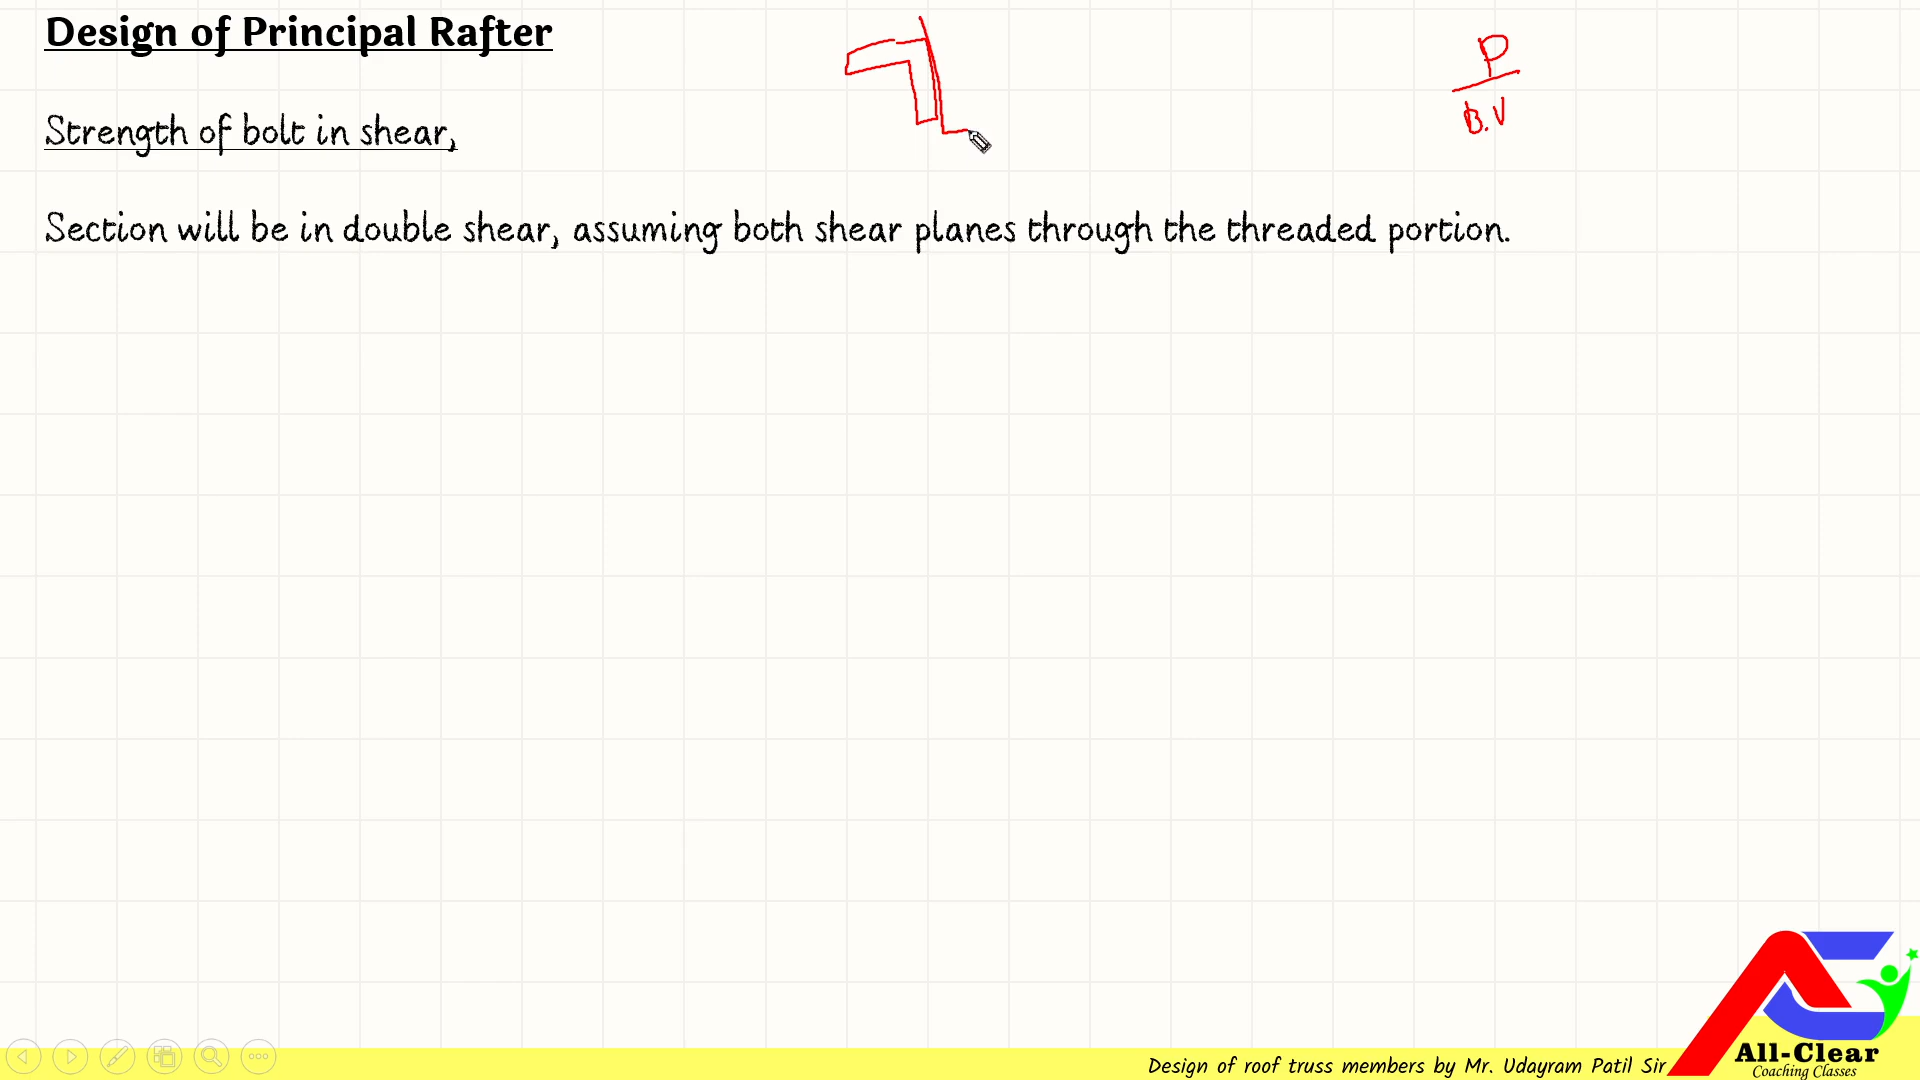 Design of Principal Rafter
P
B.V
Strength of bolt in shear,
Section will be in double shear, assuming both shear planes through the threaded portion.
Design of roof truss members by Mr. Udayram Patil Sir
All-Clear
Coaching Classes